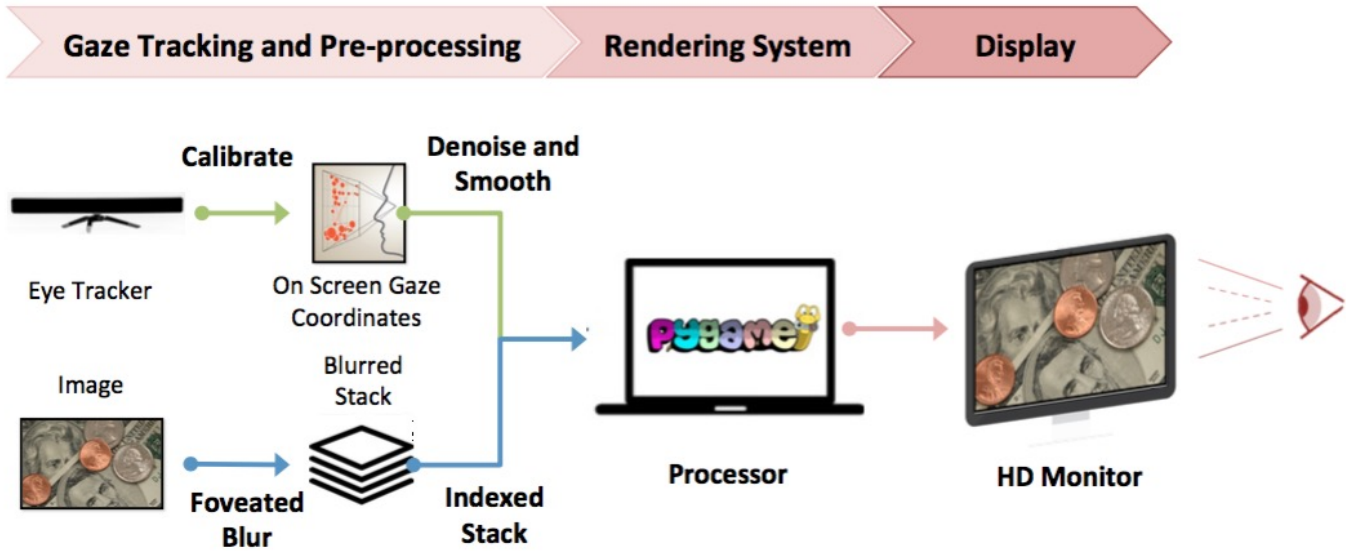 Gaze Tracking and Pre-processing
Rendering System
Display
Calibrate
Denoise and
Smooth
Eye Tracker
On Screen Gaze
Coordinates
Image
Blurred
Stack
Foveated
Blur
Indexed
Stack
pygame
Processor
HD Monitor
UNITED